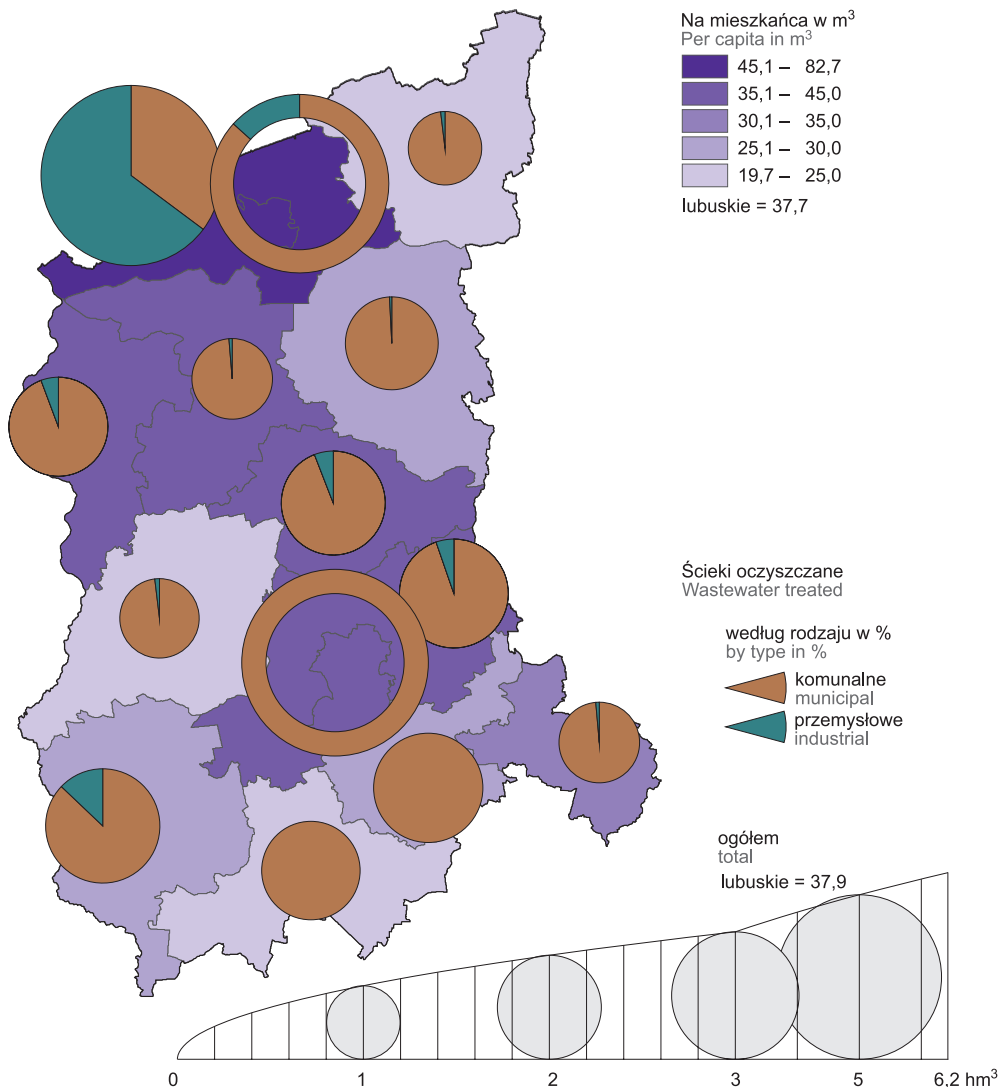 Na mieszkańca w m³
Per capita in m³
45,1 – 82,7
35,1 – 45,0
30,1 – 35,0
25,1 – 30,0
19,7 – 25,0
lubuskie = 37,7
Ścieki oczyszczane
Wastewater treated
według rodzaju w %
by type in %
komunalne
municipal
przemysłowe
industrial
ogółem
total
lubuskie = 37,9
0 1 2 3 5 6,2 hm³